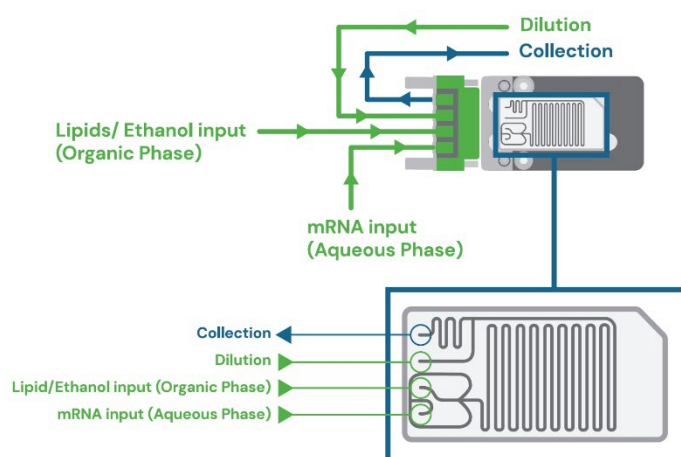 Dilution
Collection
Lipids/ Ethanol input
(Organic Phase)
mRNA input
(Aqueous Phase)
Collection
Dilution
Lipid/Ethanol input (Organic Phase)
mRNA input (Aqueous Phase)